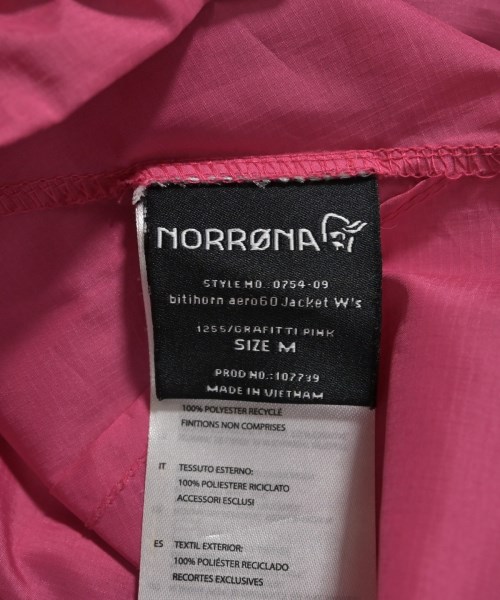 NORRØNA
STYLE NO.: 0754-09
bitihorn aero60 Jacket W's
1255/GRAFITTI PINK
SIZE M
PROD NO.: 107739
MADE IN VIETNAM
100% POLYESTER RECYCLÉ
FINITIONS NON COMPRISES
IT TESSUTO ESTERNO:
100% POLIESTERE RICICLATO
ACCESSORI ESCLUSI
ES TEXTIL EXTERIOR:
100% POLIÉSTER RECICLADO
RECORTES EXCLUSIVES